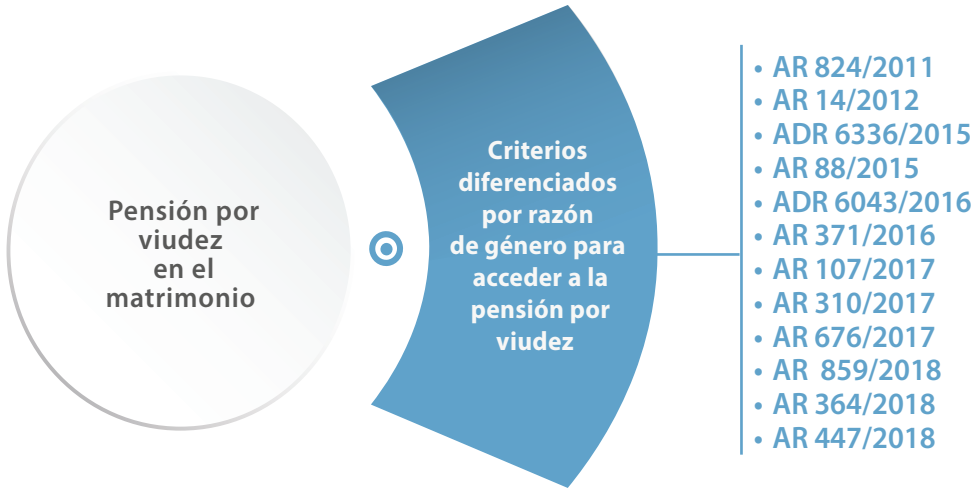 Pensión por
viudez
en el
matrimonio
Criterios
diferenciados
por razón
de género para
acceder a la
pensión por
viudez
• AR 824/2011
• AR 14/2012
• ADR 6336/2015
• AR 88/2015
• ADR 6043/2016
• AR 371/2016
• AR 107/2017
• AR 310/2017
• AR 676/2017
• AR 859/2018
• AR 364/2018
• AR 447/2018